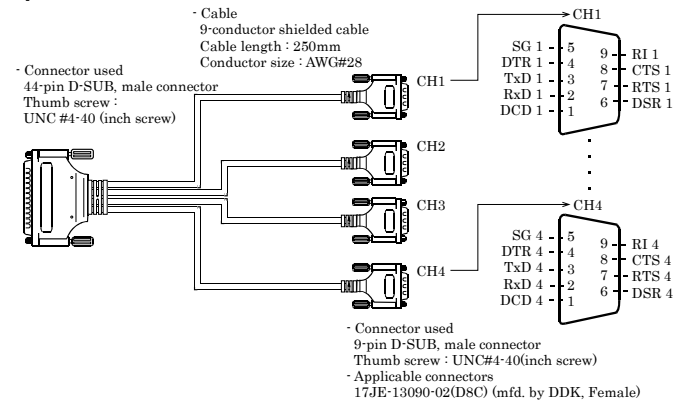 - Cable
9-conductor shielded cable
Cable length : 250mm
Conductor size : AWG#28
- Connector used
44-pin D-SUB, male connector
Thumb screw :
UNC #4-40 (inch screw)
CH1
CH2
CH3
CH4
CH1
SG 1 - 5
DTR 1 - 4
TxD 1 - 3
RxD 1 - 2
DCD 1 - 1
9 - RI 1
8 - CTS 1
7 - RTS 1
6 - DSR 1
CH4
SG 4 - 5
DTR 4 - 4
TxD 4 - 3
RxD 4 - 2
DCD 4 - 1
9 - RI 4
8 - CTS 4
7 - RTS 4
6 - DSR 4
- Connector used
9-pin D-SUB, male connector
Thumb screw : UNC#4-40(inch screw)
- Applicable connectors
17JE-13090-02(D8C) (mfd. by DDK, Female)